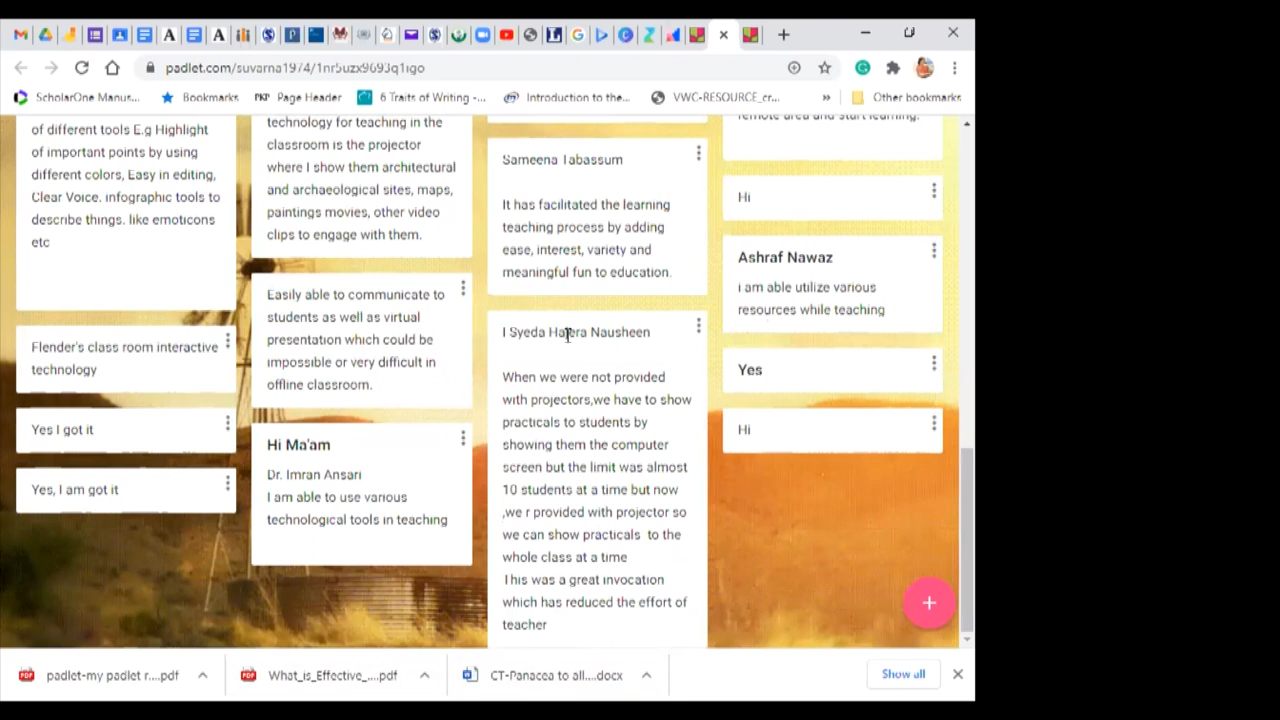 padlet.com/suvarna1974/1nr5uzx9693q1igo
ScholarOne Manus...
Bookmarks
PKP Page Header
6 Traits of Writing -...
Introduction to the...
VWC-RESOURCE_cr...
»
Other bookmarks
of different tools E.g Highlight
of important points by using
different colors, Easy in editing,
Clear Voice. infographic tools to
describe things. like emoticons
etc
Flender's class room interactive
technology
Yes I got it
Yes, I am got it
technology for teaching in the
classroom is the projector
where I show them architectural
and archaeological sites, maps,
paintings movies, other video
clips to engage with them.
Easily able to communicate to
students as well as virtual
presentation which could be
impossible or very difficult in
offline classroom.
Hi Ma'am
Dr. Imran Ansari
I am able to use various
technological tools in teaching
Sameena Tabassum
It has facilitated the learning
teaching process by adding
ease, interest, variety and
meaningful fun to education.
I Syeda Nausheen
When we were not provided
with projectors,we have to show
practicals to students by
showing them the computer
screen but the limit was almost
10 students at a time but now
,we r provided with projector so
we can show practicals to the
whole class at a time
This was a great invocation
which has reduced the effort of
teacher
remote area and start learning.
Hi
Ashraf Nawaz
i am able utilize various
resources while teaching
Yes
Hi
padlet-my padlet r....pdf
What_is_Effective_....pdf
CT-Panacea to all....docx
Show all